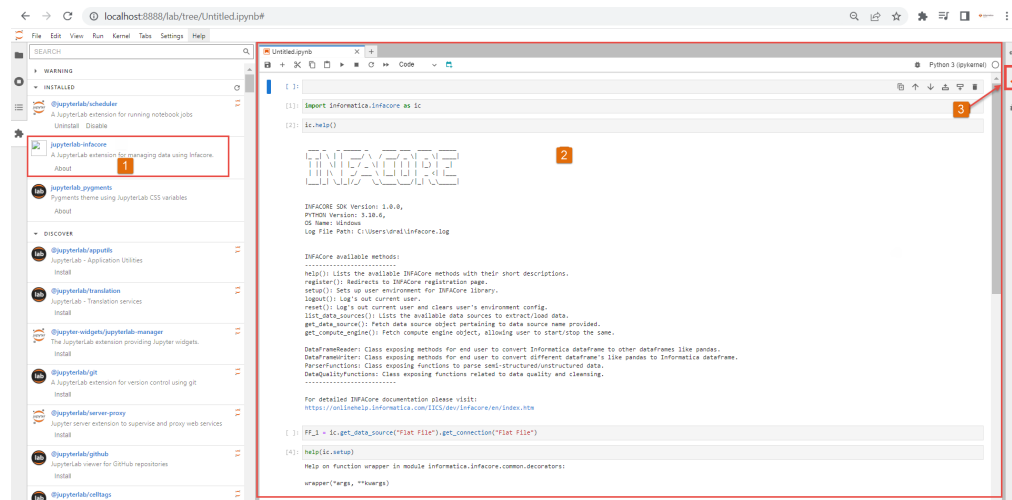 localhost:8888/lab/tree/Untitled.ipynb#
File Edit View Run Kernel Tabs Settings Help
SEARCH
WARNING
INSTALLED
@jupyterlab/scheduler
A JupyterLab extension for running notebook jobs
Uninstall Disable
jupyterlab-infacore
A JupyterLab extension for managing data using Infacore.
About
1
jupyterlab_pygments
Pygments theme using JupyterLab CSS variables
About
DISCOVER
@jupyterlab/apputils
JupyterLab - Application Utilities
Install
@jupyterlab/translation
JupyterLab - Translation services
Install
@jupyter-widgets/jupyterlab-manager
The JupyterLab extension providing Jupyter widgets.
Install
@jupyterlab/git
A JupyterLab extension for version control using git
Install
@jupyterlab/server-proxy
Jupyter server extension to supervise and proxy web services
Install
@jupyterlab/github
JupyterLab viewer for GitHub repositories
Install
@jupyterlab/celltags
Untitled.ipynb
Code
Python 3 (ipykernel)
3
[ ]:
[1]: import informatica.infacore as ic
[2]: ic.help()
2
INFACORE
INFACORE SDK Version: 1.0.0,
PYTHON Version: 3.10.6,
OS Name: Windows
Log File Path: C:\Users\drai\infacore.log
INFACore available methods:
--------------------------
help(): Lists the available INFACore methods with their short descriptions.
register(): Redirects to INFACore registration page.
setup(): Sets up user environment for INFACore library.
logout(): Log's out current user.
reset(): Log's out current user and clears user's environment config.
list_data_sources(): Lists the available data sources to extract/load data.
get_data_source(): Fetch data source object pertaining to data source name provided.
get_compute_engine(): Fetch compute engine object, allowing user to start/stop the same.
DataFrameReader: Class exposing methods for end user to convert Informatica dataframe to other dataframes like pandas.
DataFrameWriter: Class exposing methods for end user to convert different dataframe's like pandas to Informatica dataframe.
ParserFunctions: Class exposing functions to parse semi-structured/unstructured data.
DataQualityFunctions: Class exposing functions related to data quality and cleansing.
--------------------------
For detailed INFACore documentation please visit:
https://onlinehelp.informatica.com/IICS/dev/infacore/en/index.htm
[ ]: FF_1 = ic.get_data_source("Flat File").get_connection("Flat File")
[4]: help(ic.setup)
Help on function wrapper in module informatica.infacore.common.decorators:
wrapper(*args, **kwargs)